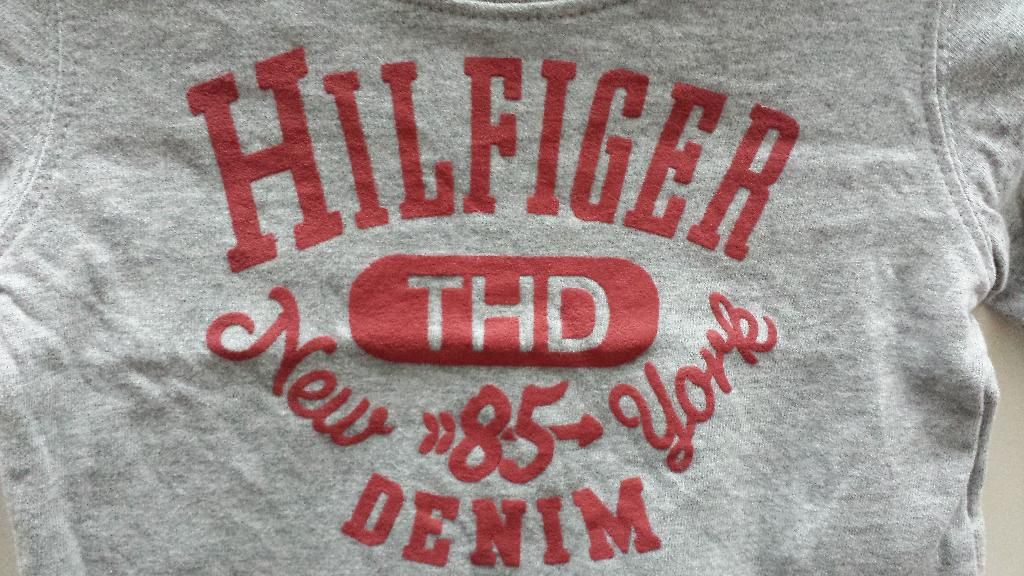 HILFIGER
THD
New »85→ York
DENIM